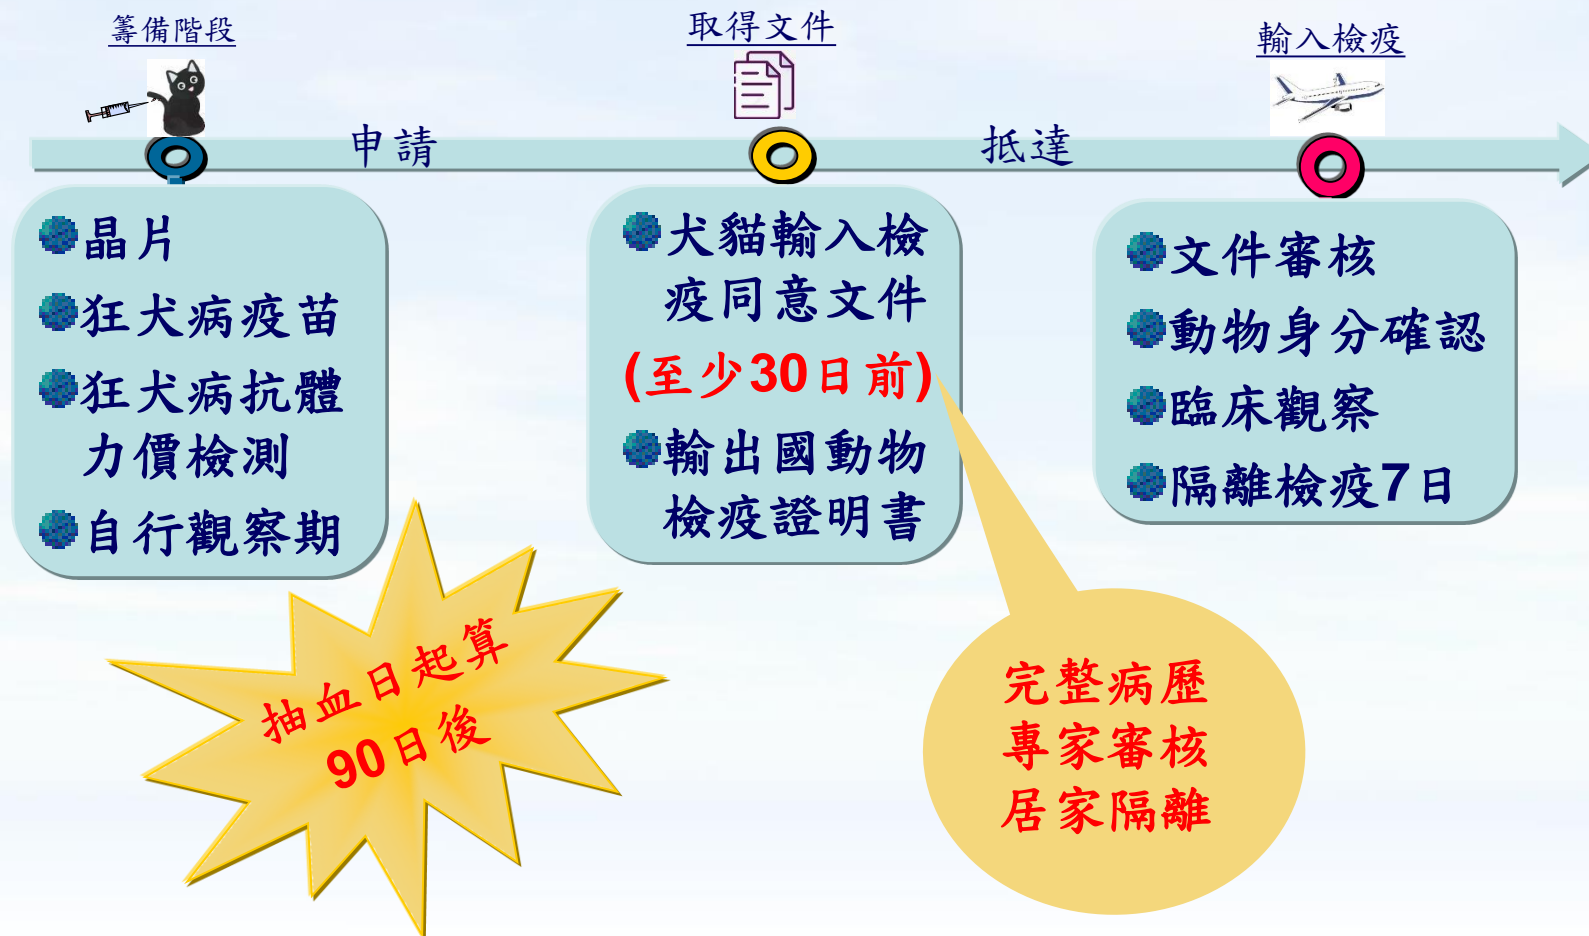 籌備階段
取得文件
輸入檢疫
申請
抵達
晶片
狂犬病疫苗
狂犬病抗體
力價檢測
自行觀察期
抽血日起算
90日後
犬貓輸入檢
疫同意文件
(至少30日前)
輸出國動物
檢疫證明書
完整病歷
專家審核
居家隔離
文件審核
動物身分確認
臨床觀察
隔離檢疫7日